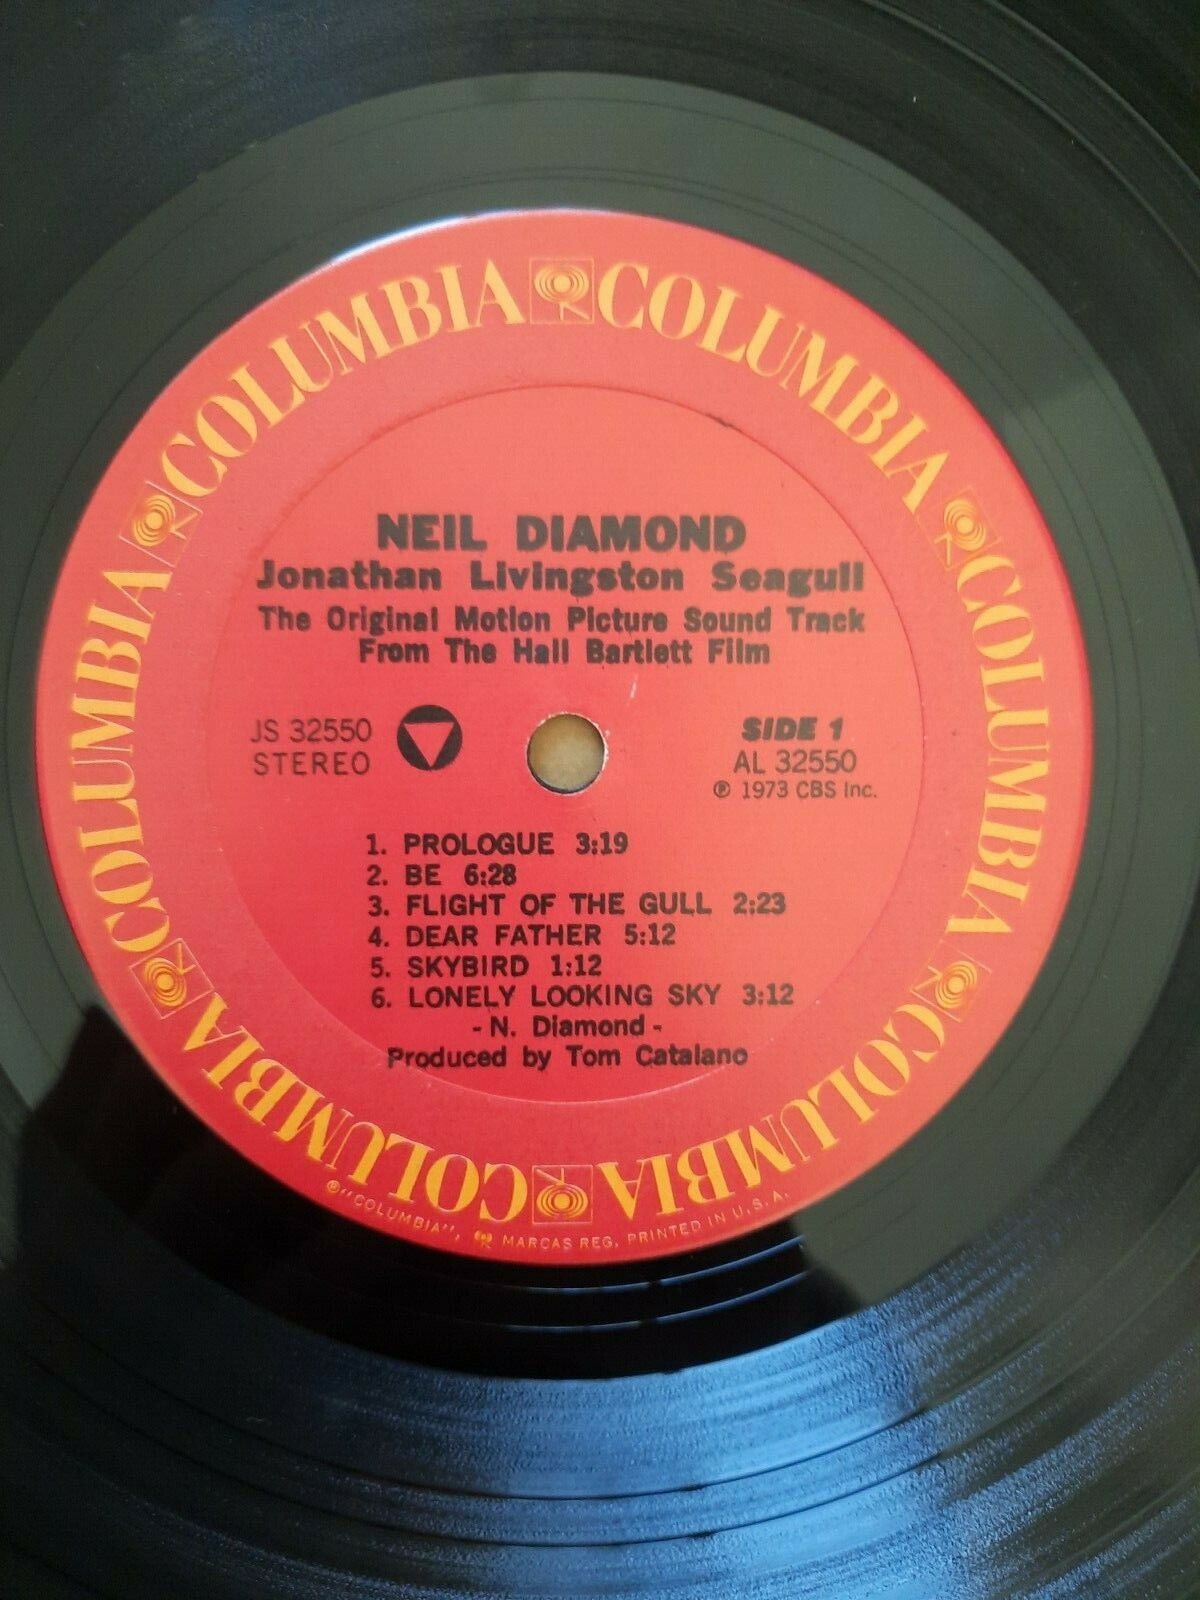 COLUMBIA COLUMBIA COLUMBIA COLUMBIA COLUMBIA COLUMBIA COLUMBIA
NEIL DIAMOND
Jonathan Livingston Seagull
The Original Motion Picture Sound Track
From The Hall Bartlett Film
JS 32550
STEREO
SIDE 1
AL 32550
℗ 1973 CBS Inc.
1. PROLOGUE 3:19
2. BE 6:28
3. FLIGHT OF THE GULL 2:23
4. DEAR FATHER 5:12
5. SKYBIRD 1:12
6. LONELY LOOKING SKY 3:12
- N. Diamond -
Produced by Tom Catalano
®"COLUMBIA", MARCAS REG. PRINTED IN U.S.A.